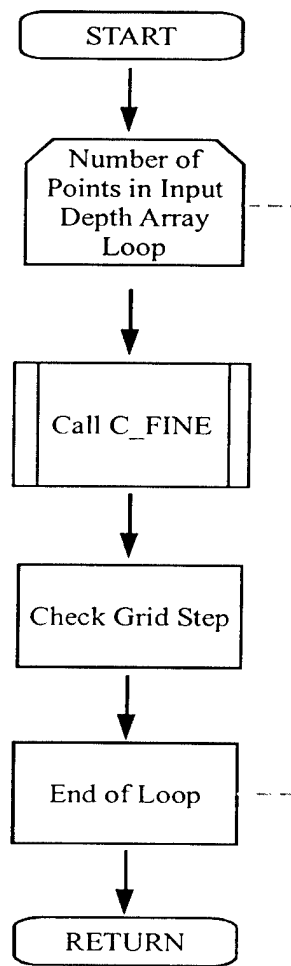 START
Number of
Points in Input
Depth Array
Loop
Call C_FINE
Check Grid Step
End of Loop
RETURN